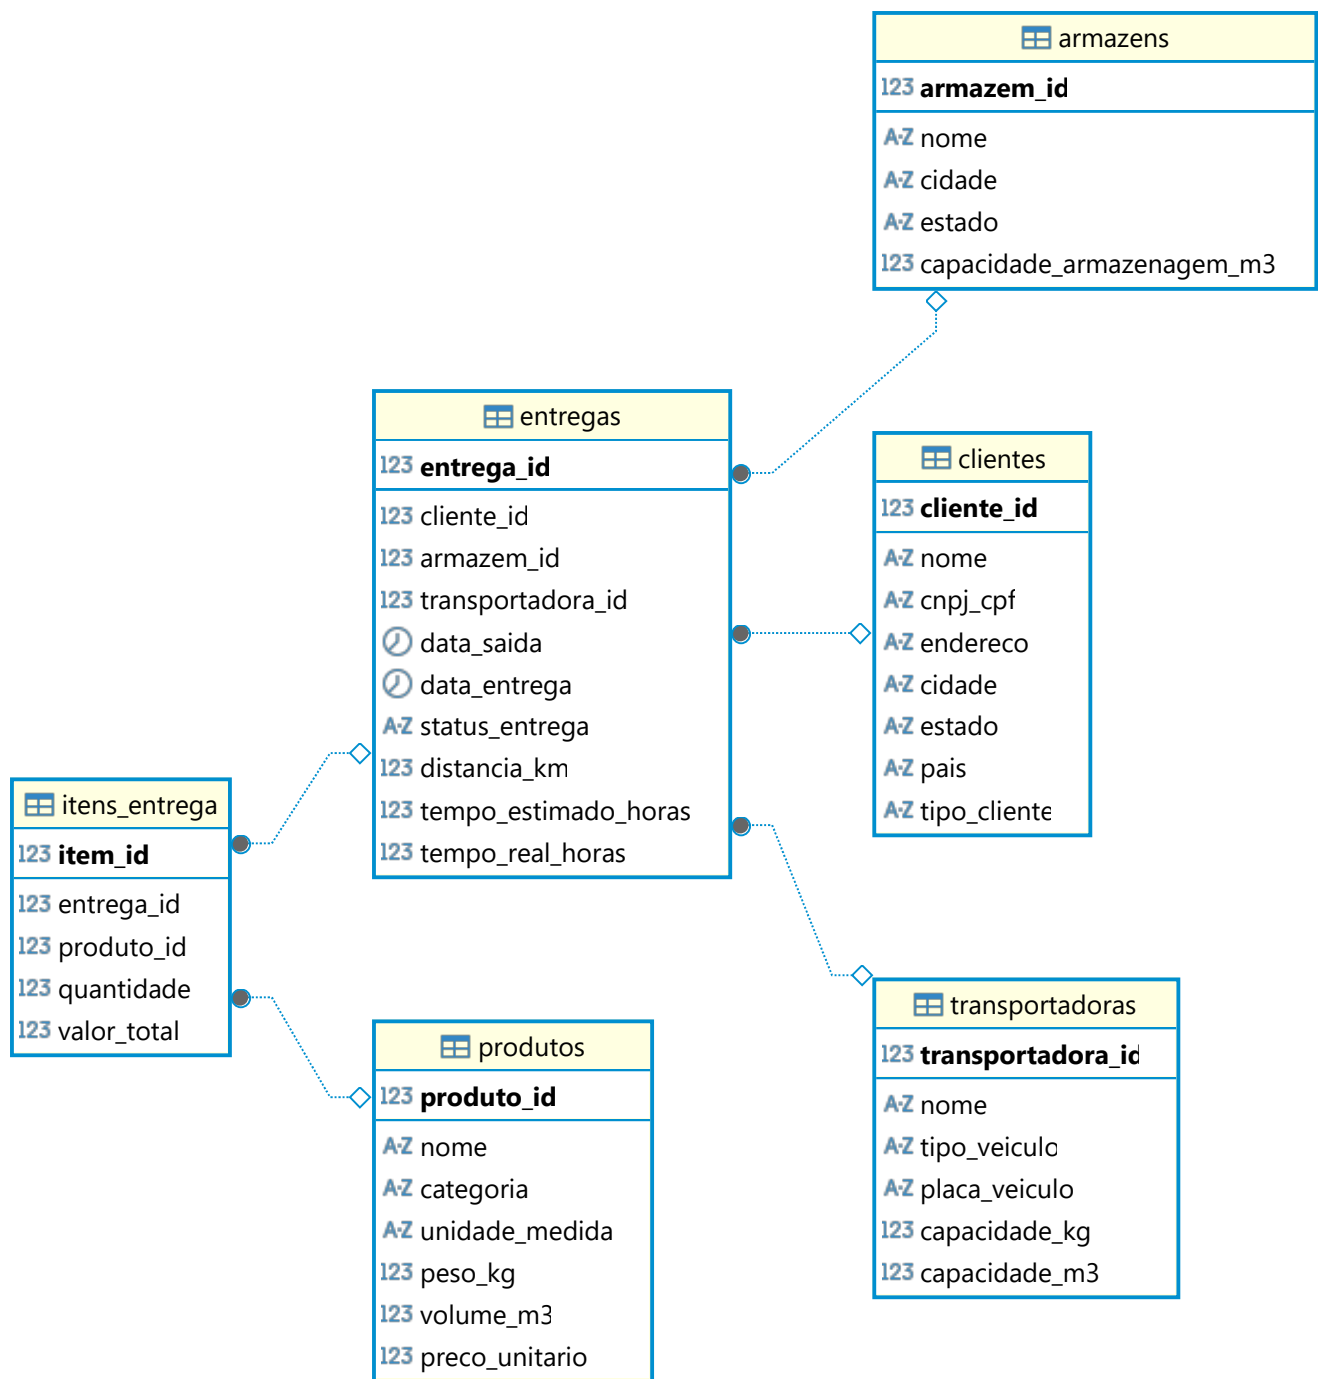 armazens
123 armazem_id
A-Z nome
A-Z cidade
A-Z estado
123 capacidade_armazenagem_m3
entregas
123 entrega_id
123 cliente_id
123 armazem_id
123 transportadora_id
data_saida
data_entrega
A-Z status_entrega
123 distancia_km
123 tempo_estimado_horas
123 tempo_real_horas
clientes
123 cliente_id
A-Z nome
A-Z cnpj_cpf
A-Z endereco
A-Z cidade
A-Z estado
A-Z pais
A-Z tipo_cliente
itens_entrega
123 item_id
123 entrega_id
123 produto_id
123 quantidade
123 valor_total
produtos
123 produto_id
A-Z nome
A-Z categoria
A-Z unidade_medida
123 peso_kg
123 volume_m3
123 preco_unitario
transportadoras
123 transportadora_id
A-Z nome
A-Z tipo_veiculo
A-Z placa_veiculo
123 capacidade_kg
123 capacidade_m3